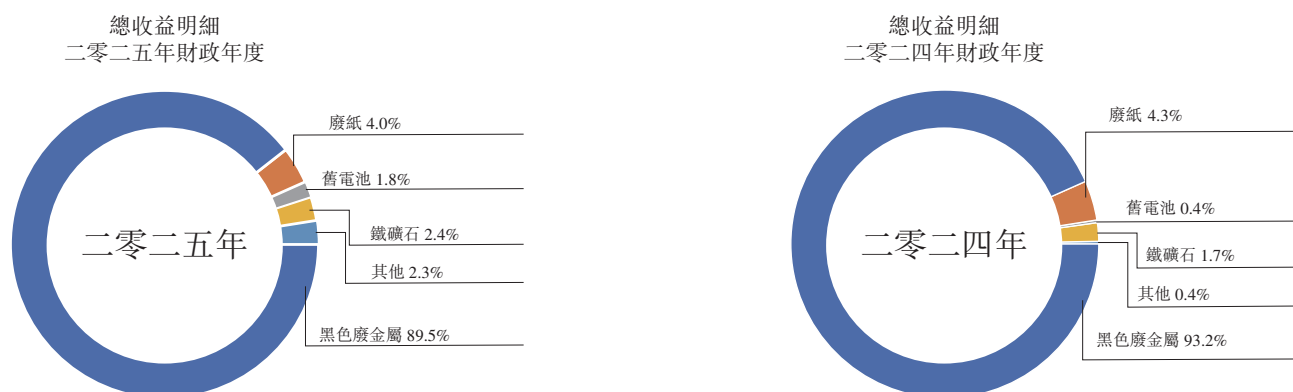 總收益明細
二零二五年財政年度
廢紙 4.0%
舊電池 1.8%
鐵礦石 2.4%
其他 2.3%
黑色廢金屬 89.5%
二零二五年
總收益明細
二零二四年財政年度
廢紙 4.3%
舊電池 0.4%
鐵礦石 1.7%
其他 0.4%
黑色廢金屬 93.2%
二零二四年